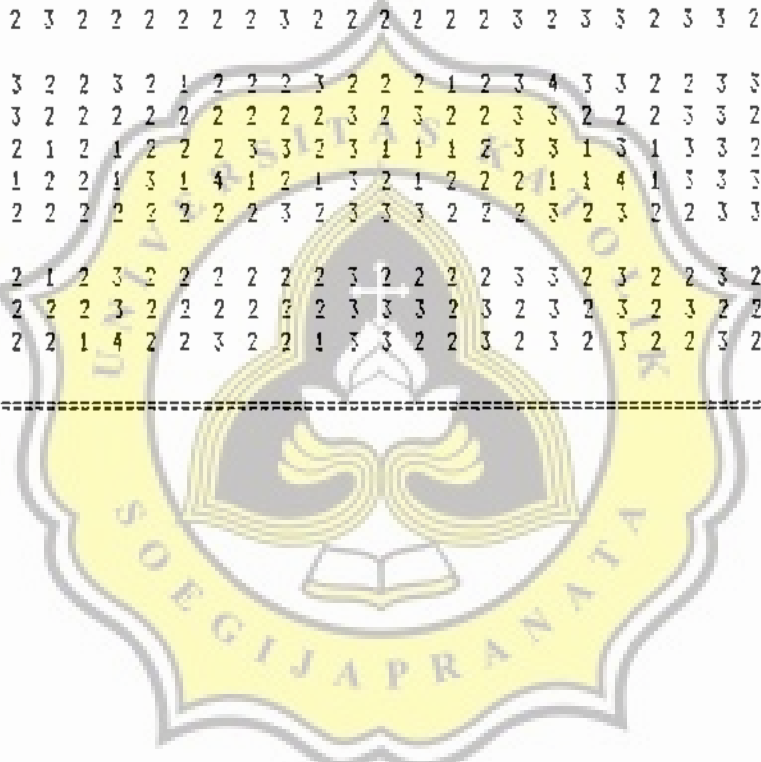 2 3 2 2 2 2 2 2 3 2 2 2 2 2 2 3 2 3 3 2 3 3 2
3 2 2 3 2 1 2 2 2 3 2 2 2 1 2 3 4 3 3 2 2 3 3
3 2 2 2 2 2 2 2 2 2 3 2 3 2 2 3 3 2 2 2 3 3 2
2 1 2 1 2 2 2 3 3 2 3 1 1 1 2 3 3 1 3 1 3 3 2
1 2 2 1 3 1 4 1 2 1 3 2 1 2 2 2 1 1 4 1 3 3 3
2 2 2 2 2 2 2 2 3 2 3 3 3 2 2 2 3 2 3 2 2 3 3
2 1 2 3 2 2 2 2 2 2 3 2 2 2 2 3 3 2 3 2 2 3 2
2 2 2 3 2 2 2 2 2 2 3 3 3 2 3 2 3 2 3 2 3 2 2
2 2 1 4 2 2 3 2 2 1 3 3 2 2 3 2 3 2 3 2 2 3 2
UNIVERSITAS KATOLIK
SOEGIJAPRANATA